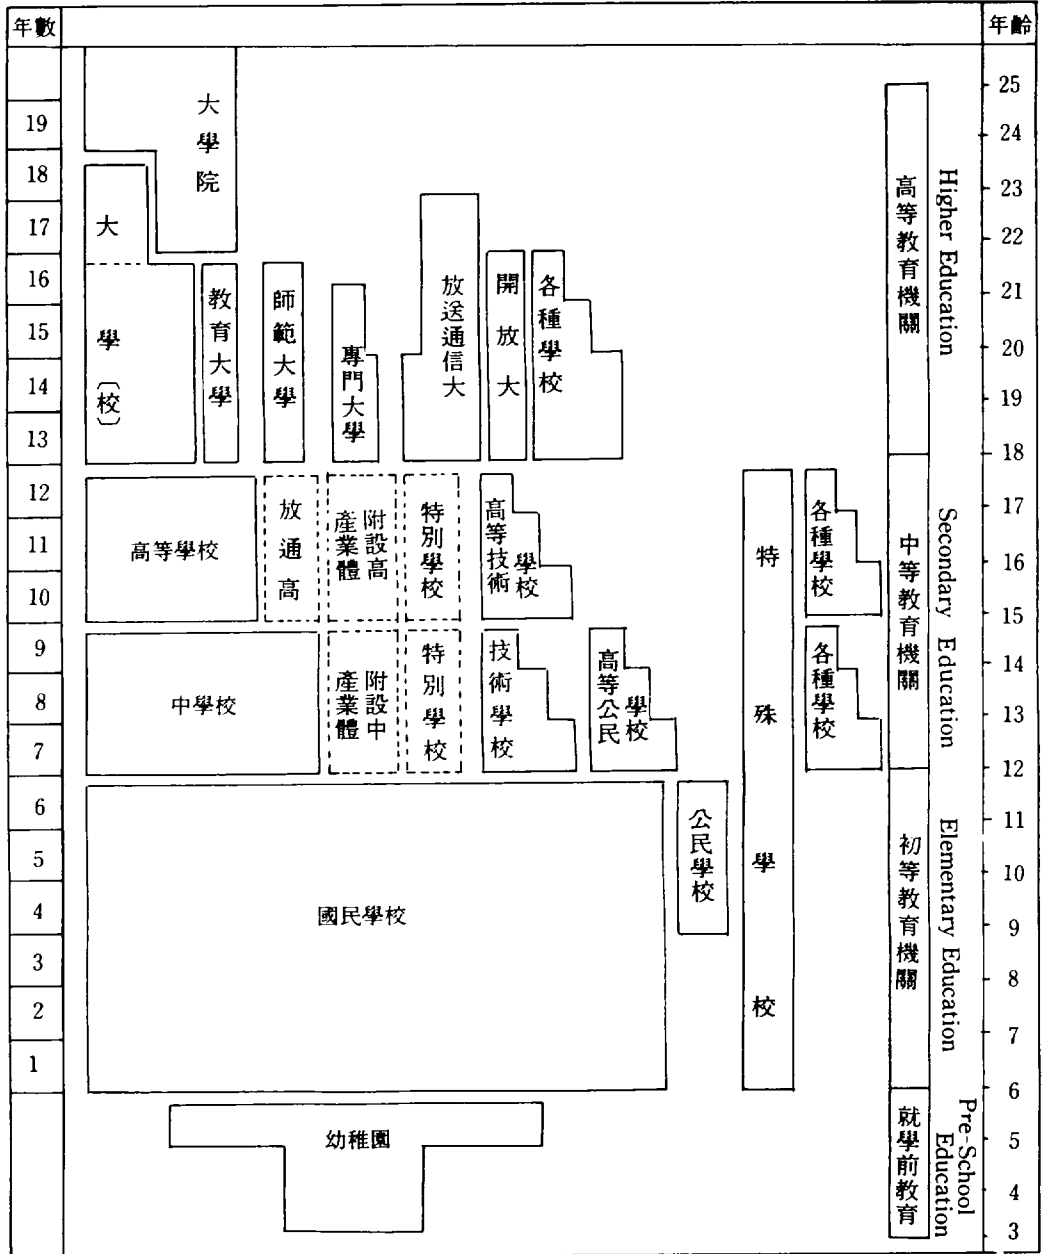 年數
年齡
19
18
17
16
15
14
13
12
11
10
9
8
7
6
5
4
3
2
1
大學院
大學〔校〕
教育大學
師範大學
專門大學
放送通信大
開放大
各種學校
高等學校
放通高
產業體
附設高
特別學校
高等技術
學校
各種學校
中學校
產業體
附設中
特別學校
技術學校
高等公民
學校
各種學校
國民學校
公民學校
特殊學校
幼稚園
高等教育機關
中等教育機關
初等教育機關
就學前教育
Higher Education
Secondary Education
Elementary Education
Pre-School
Education
25
24
23
22
21
20
19
18
17
16
15
14
13
12
11
10
9
8
7
6
5
4
3